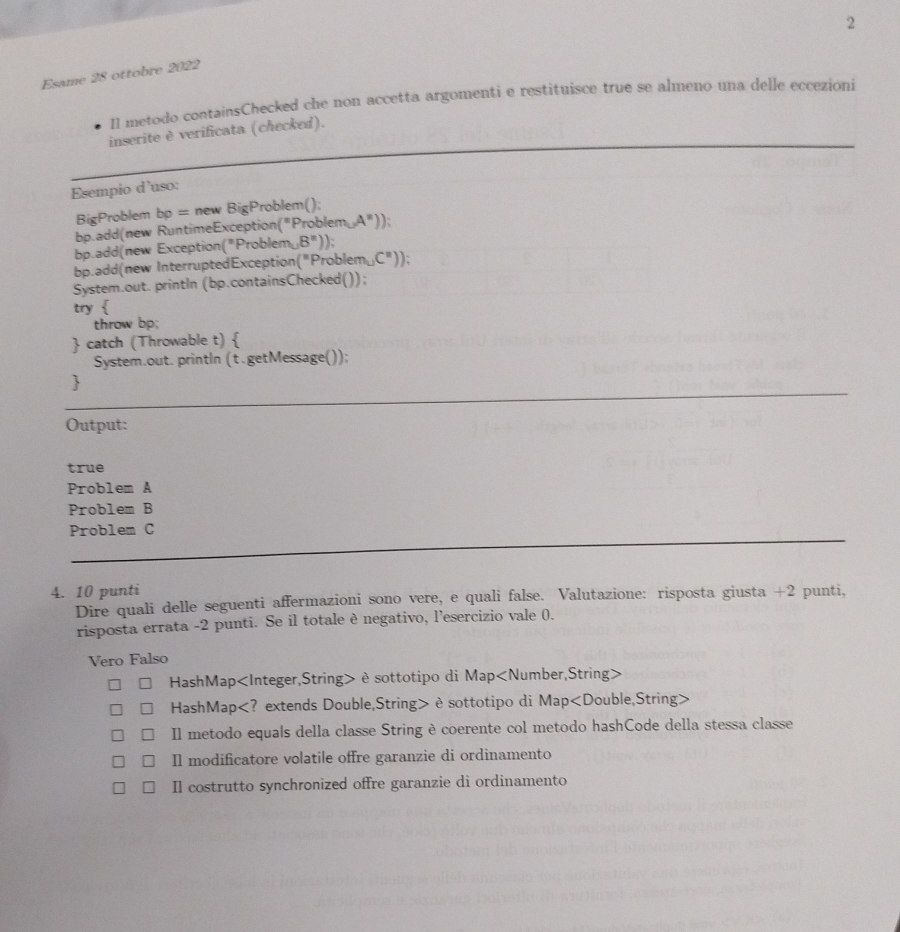 2
Esame 28 ottobre 2022
• Il metodo containsChecked che non accetta argomenti e restituisce true se almeno una delle eccezioni
inserite è verificata (checked).
Esempio d'uso:
BigProblem bp = new BigProblem();
bp.add(new RuntimeException("Problem␣A"));
bp.add(new Exception("Problem␣B"));
bp.add(new InterruptedException("Problem␣C"));
System.out. println (bp.containsChecked());
try {
throw bp;
} catch (Throwable t) {
System.out. println (t.getMessage());
}
Output:
true
Problem A
Problem B
Problem C
4. 10 punti
Dire quali delle seguenti affermazioni sono vere, e quali false. Valutazione: risposta giusta +2 punti,
risposta errata -2 punti. Se il totale è negativo, l'esercizio vale 0.
Vero Falso
□ □ HashMap<Integer,String> è sottotipo di Map<Number,String>
□ □ HashMap<? extends Double,String> è sottotipo di Map<Double,String>
□ □ Il metodo equals della classe String è coerente col metodo hashCode della stessa classe
□ □ Il modificatore volatile offre garanzie di ordinamento
□ □ Il costrutto synchronized offre garanzie di ordinamento